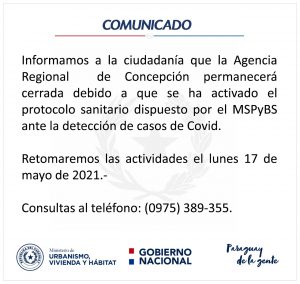 COMUNICADO
Informamos a la ciudadanía que la Agencia
Regional de Concepción permanecerá
cerrada debido a que se ha activado el
protocolo sanitario dispuesto por el MSPyBS
ante la detección de casos de Covid.
Retomaremos las actividades el lunes 17 de
mayo de 2021.-
Consultas al teléfono: (0975) 389-355.
Ministerio de
URBANISMO,
VIVIENDA Y HÁBITAT
GOBIERNO
NACIONAL
Paraguay
de la gente